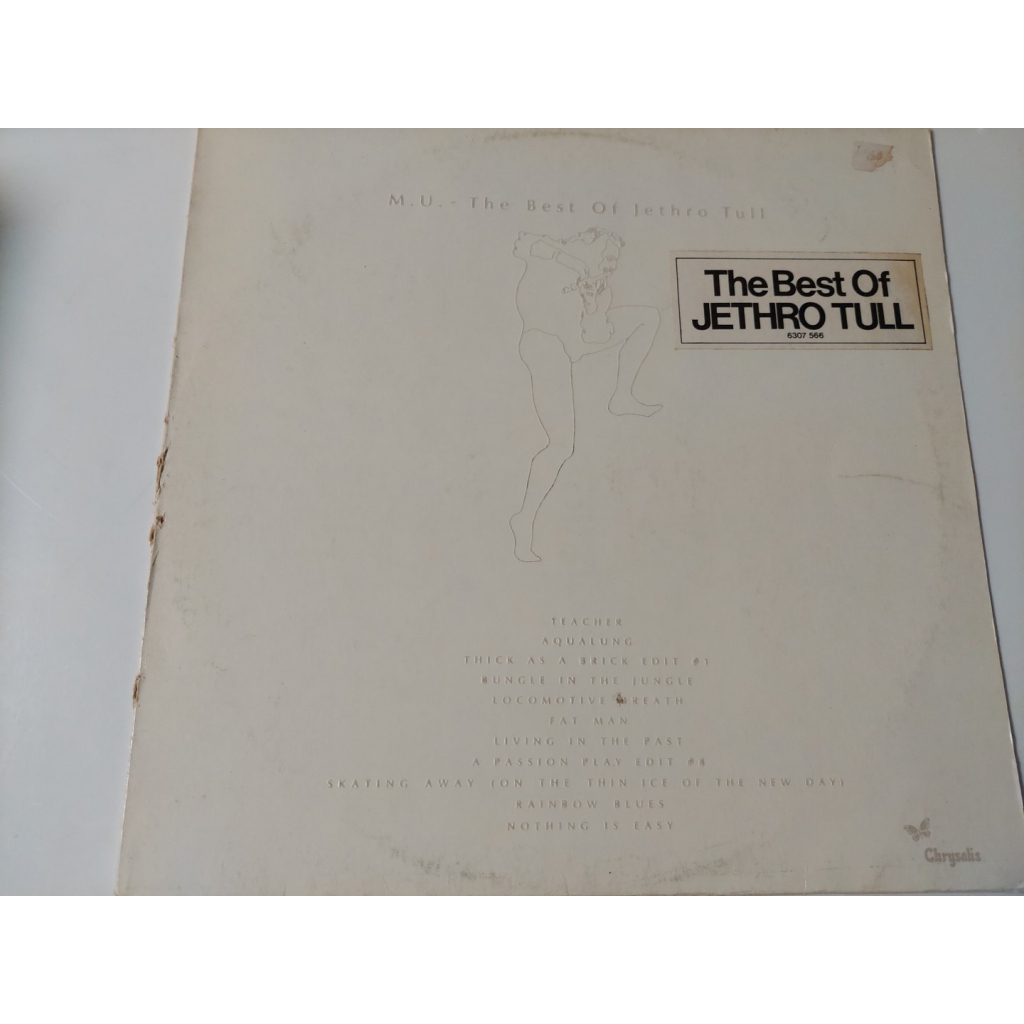 M.U. - The Best Of Jethro Tull
The Best Of
JETHRO TULL
6307 566
TEACHER
AQUALUNG
THICK AS A BRICK EDIT #1
BUNGLE IN THE JUNGLE
LOCOMOTIVE BREATH
FAT MAN
LIVING IN THE PAST
A PASSION PLAY EDIT #8
SKATING AWAY (ON THE THIN ICE OF THE NEW DAY)
RAINBOW BLUES
NOTHING IS EASY
Chrysalis